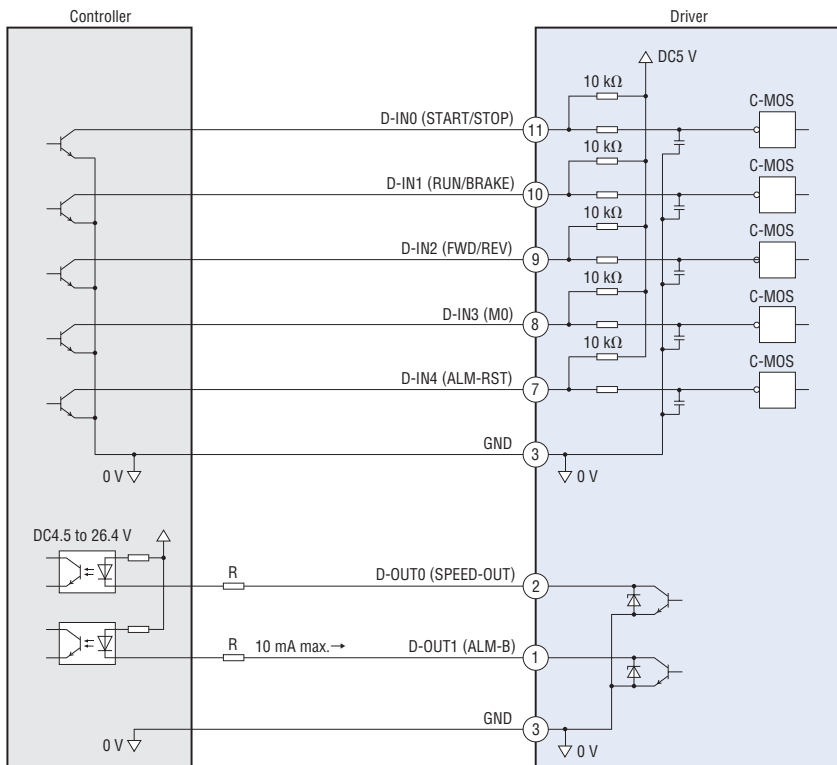 Controller
Driver
DC5 V
10 kΩ
C-MOS
D-IN0 (START/STOP)
11
10 kΩ
C-MOS
D-IN1 (RUN/BRAKE)
10
10 kΩ
C-MOS
D-IN2 (FWD/REV)
9
10 kΩ
C-MOS
D-IN3 (M0)
8
10 kΩ
C-MOS
D-IN4 (ALM-RST)
7
GND
3
0 V
0 V
DC4.5 to 26.4 V
R
D-OUT0 (SPEED-OUT)
2
R
10 mA max.→
D-OUT1 (ALM-B)
1
GND
3
0 V
0 V